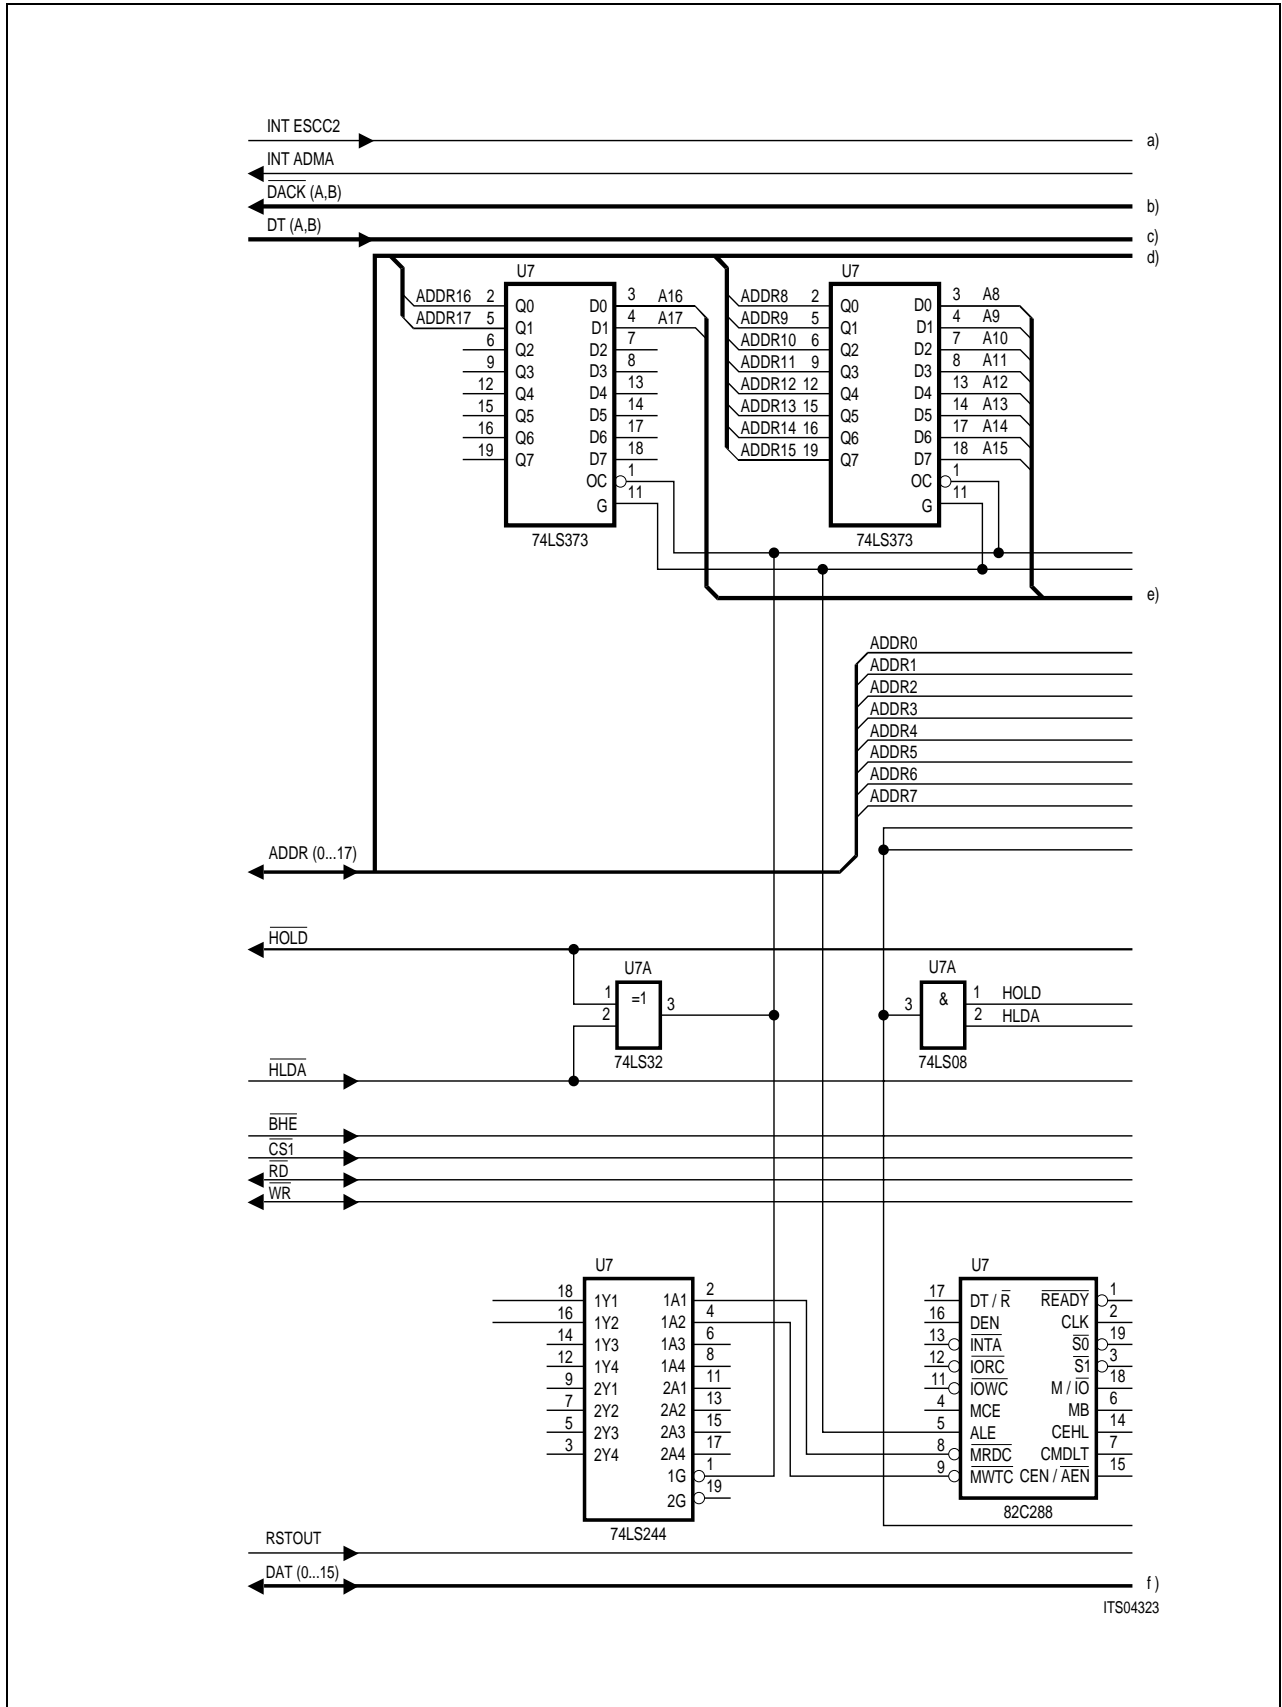 INT ESCC2
a)
INT ADMA
DACK (A,B)
b)
DT (A,B)
c)
d)
U7
U7
ADDR16 2 Q0 D0 3 A16
ADDR17 5 Q1 D1 4 A17
6 Q2 D2 7
9 Q3 D3 8
12 Q4 D4 13
15 Q5 D5 14
16 Q6 D6 17
19 Q7 D7 18
OC 1
G 11
74LS373
ADDR8 2 Q0 D0 3 A8
ADDR9 5 Q1 D1 4 A9
ADDR10 6 Q2 D2 7 A10
ADDR11 9 Q3 D3 8 A11
ADDR12 12 Q4 D4 13 A12
ADDR13 15 Q5 D5 14 A13
ADDR14 16 Q6 D6 17 A14
ADDR15 19 Q7 D7 18 A15
OC 1
G 11
74LS373
e)
ADDR0
ADDR1
ADDR2
ADDR3
ADDR4
ADDR5
ADDR6
ADDR7
ADDR (0...17)
HOLD
U7A
1 =1 3
2
74LS32
U7A
3 & 1 HOLD
2 HLDA
74LS08
HLDA
BHE
CS1
RD
WR
U7
18 1Y1 1A1 2
16 1Y2 1A2 4
14 1Y3 1A3 6
12 1Y4 1A4 8
9 2Y1 2A1 11
7 2Y2 2A2 13
5 2Y3 2A3 15
3 2Y4 2A4 17
1G 1
2G 19
74LS244
U7
17 DT / R READY 1
16 DEN CLK 2
13 INTA S0 19
12 IORC S1 3
11 IOWC M / IO 18
4 MCE MB 6
5 ALE CEHL 14
8 MRDC CMDLT 7
9 MWTC CEN / AEN 15
82C288
RSTOUT
DAT (0...15)
f )
ITS04323